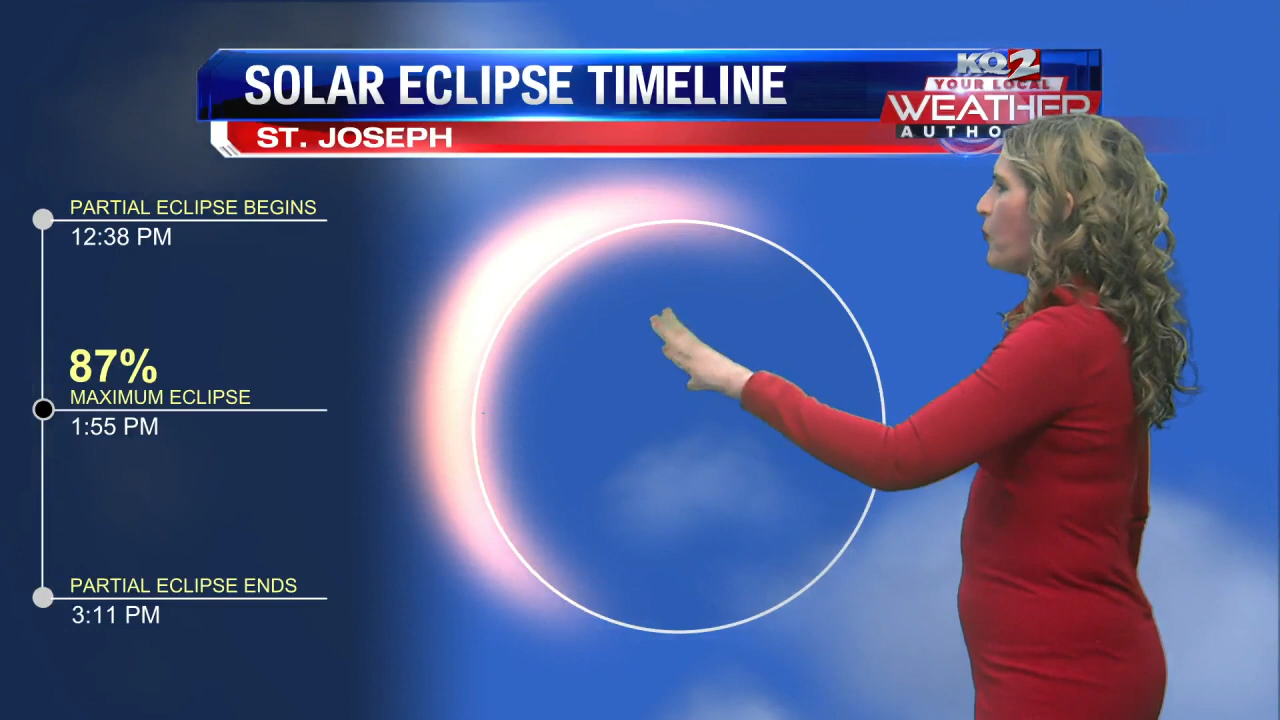 SOLAR ECLIPSE TIMELINE
ST. JOSEPH
KQ2
YOUR LOCAL
WEATHER
PARTIAL ECLIPSE BEGINS
12:38 PM
87%
MAXIMUM ECLIPSE
1:55 PM
PARTIAL ECLIPSE ENDS
3:11 PM